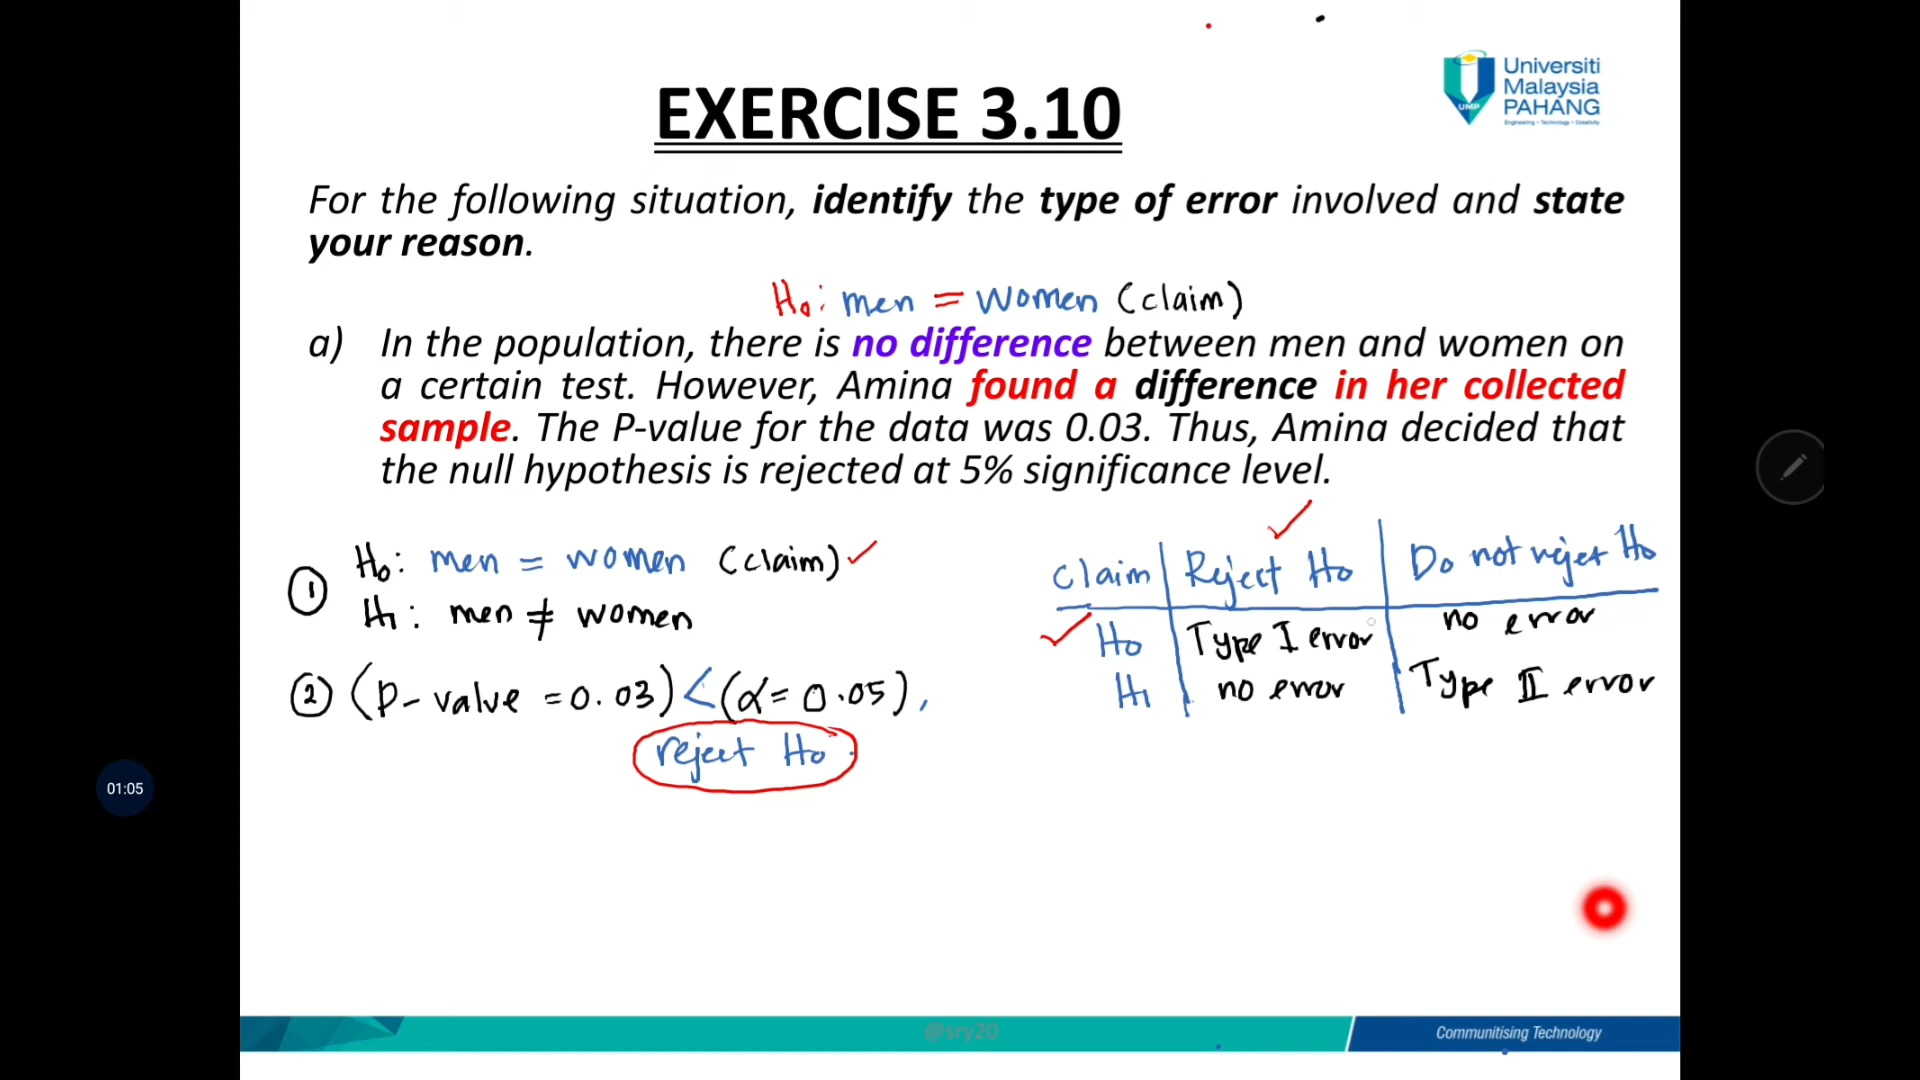 Universiti
Malaysia
PAHANG
UMP
Engineering • Technology • Creativity
EXERCISE 3.10
For the following situation, identify the type of error involved and state
your reason.
H₀: men = women (claim)
a) In the population, there is no difference between men and women on
a certain test. However, Amina found a difference in her collected
sample. The P-value for the data was 0.03. Thus, Amina decided that
the null hypothesis is rejected at 5% significance level.
① H₀: men = women (claim) ✓
H₁: men ≠ women
② (P-value = 0.03) < (α = 0.05),
reject H₀.
✓
Claim | Reject H₀ | Do not reject H₀
✓ H₀ | Type I error | no error
H₁ | no error | Type II error
01:05
@sry20
Communitising Technology